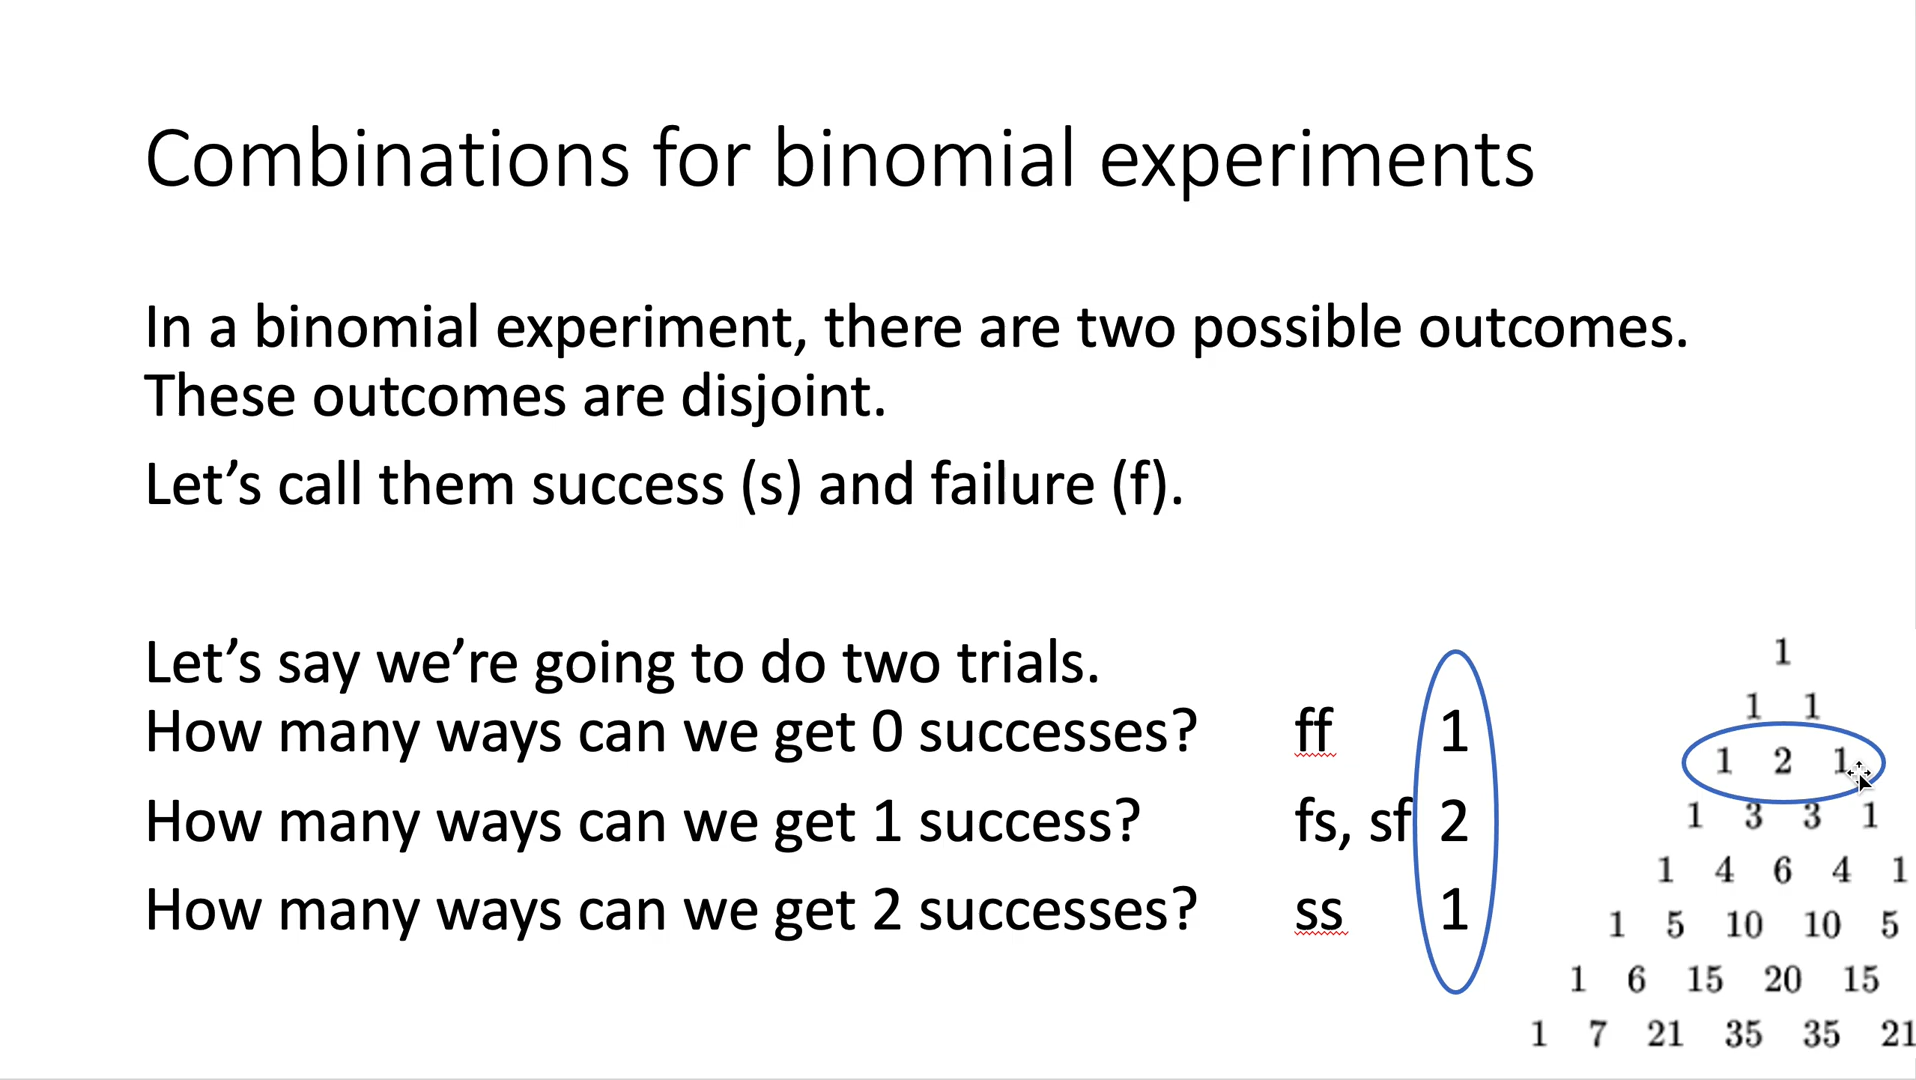 Combinations for binomial experiments
In a binomial experiment, there are two possible outcomes.
These outcomes are disjoint.
Let’s call them success (s) and failure (f).
Let’s say we’re going to do two trials.
How many ways can we get 0 successes? ff 1
How many ways can we get 1 success? fs, sf 2
How many ways can we get 2 successes? ss 1
1
1 1
1 2 1
1 3 3 1
1 4 6 4 1
1 5 10 10 5
1 6 15 20 15
1 7 21 35 35 21